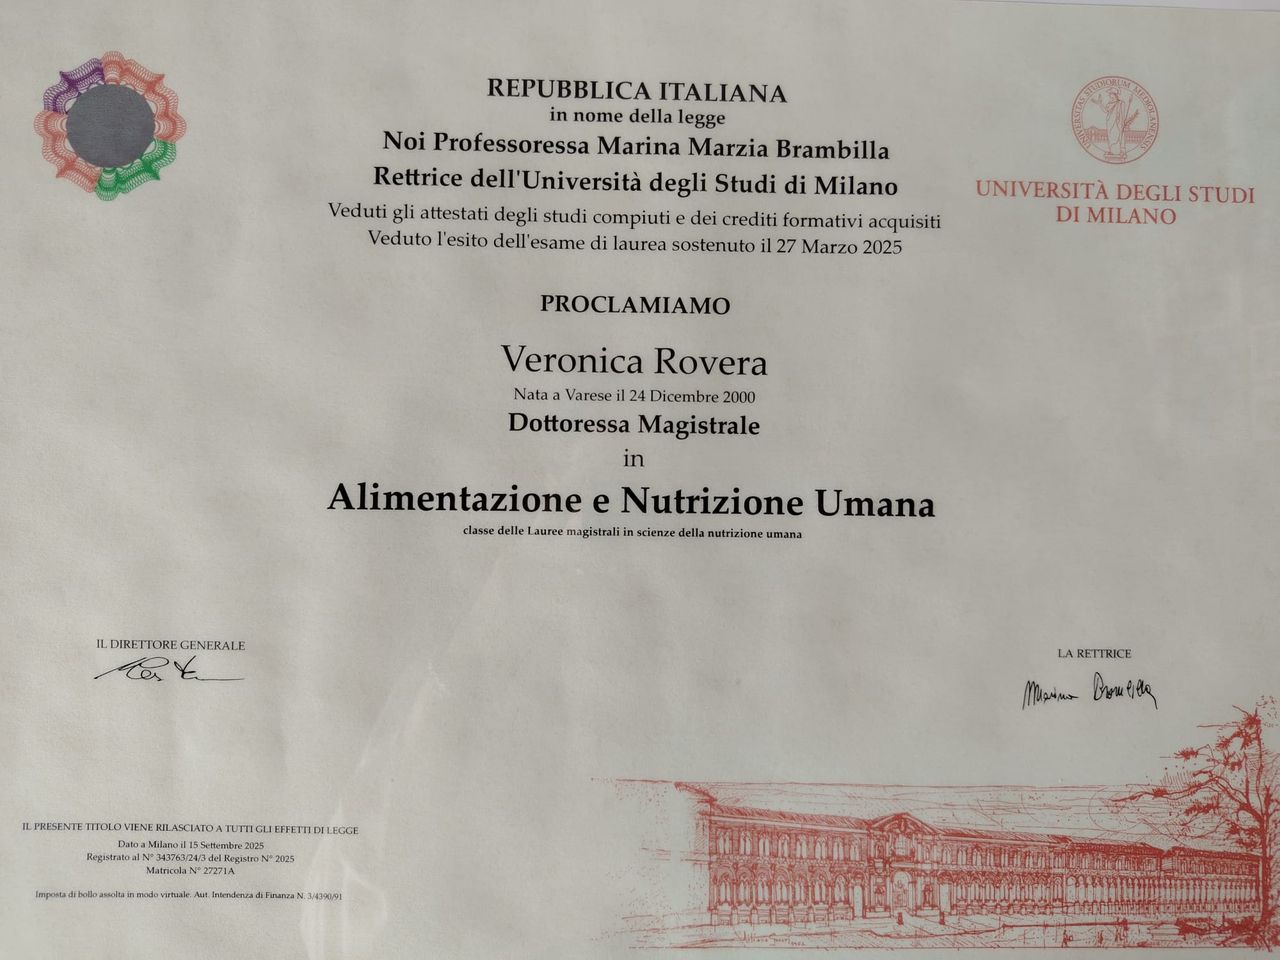 REPUBBLICA ITALIANA
in nome della legge
Noi Professoressa Marina Marzia Brambilla
Rettrice dell'Università degli Studi di Milano
Veduti gli attestati degli studi compiuti e dei crediti formativi acquisiti
Veduto l'esito dell'esame di laurea sostenuto il 27 Marzo 2025
UNIVERSITÀ DEGLI STUDI
DI MILANO
PROCLAMIAMO
Veronica Rovera
Nata a Varese il 24 Dicembre 2000
Dottoressa Magistrale
in
Alimentazione e Nutrizione Umana
classe delle Lauree magistrali in scienze della nutrizione umana
IL DIRETTORE GENERALE
LA RETTRICE
IL PRESENTE TITOLO VIENE RILASCIATO A TUTTI GLI EFFETTI DI LEGGE
Dato a Milano il 15 Settembre 2025
Registrato al N° 343763/24/3 del Registro N° 2025
Matricola N° 27271A
Imposta di bollo assolta in modo virtuale. Aut. Intendenza di Finanza N. 3/4390/91